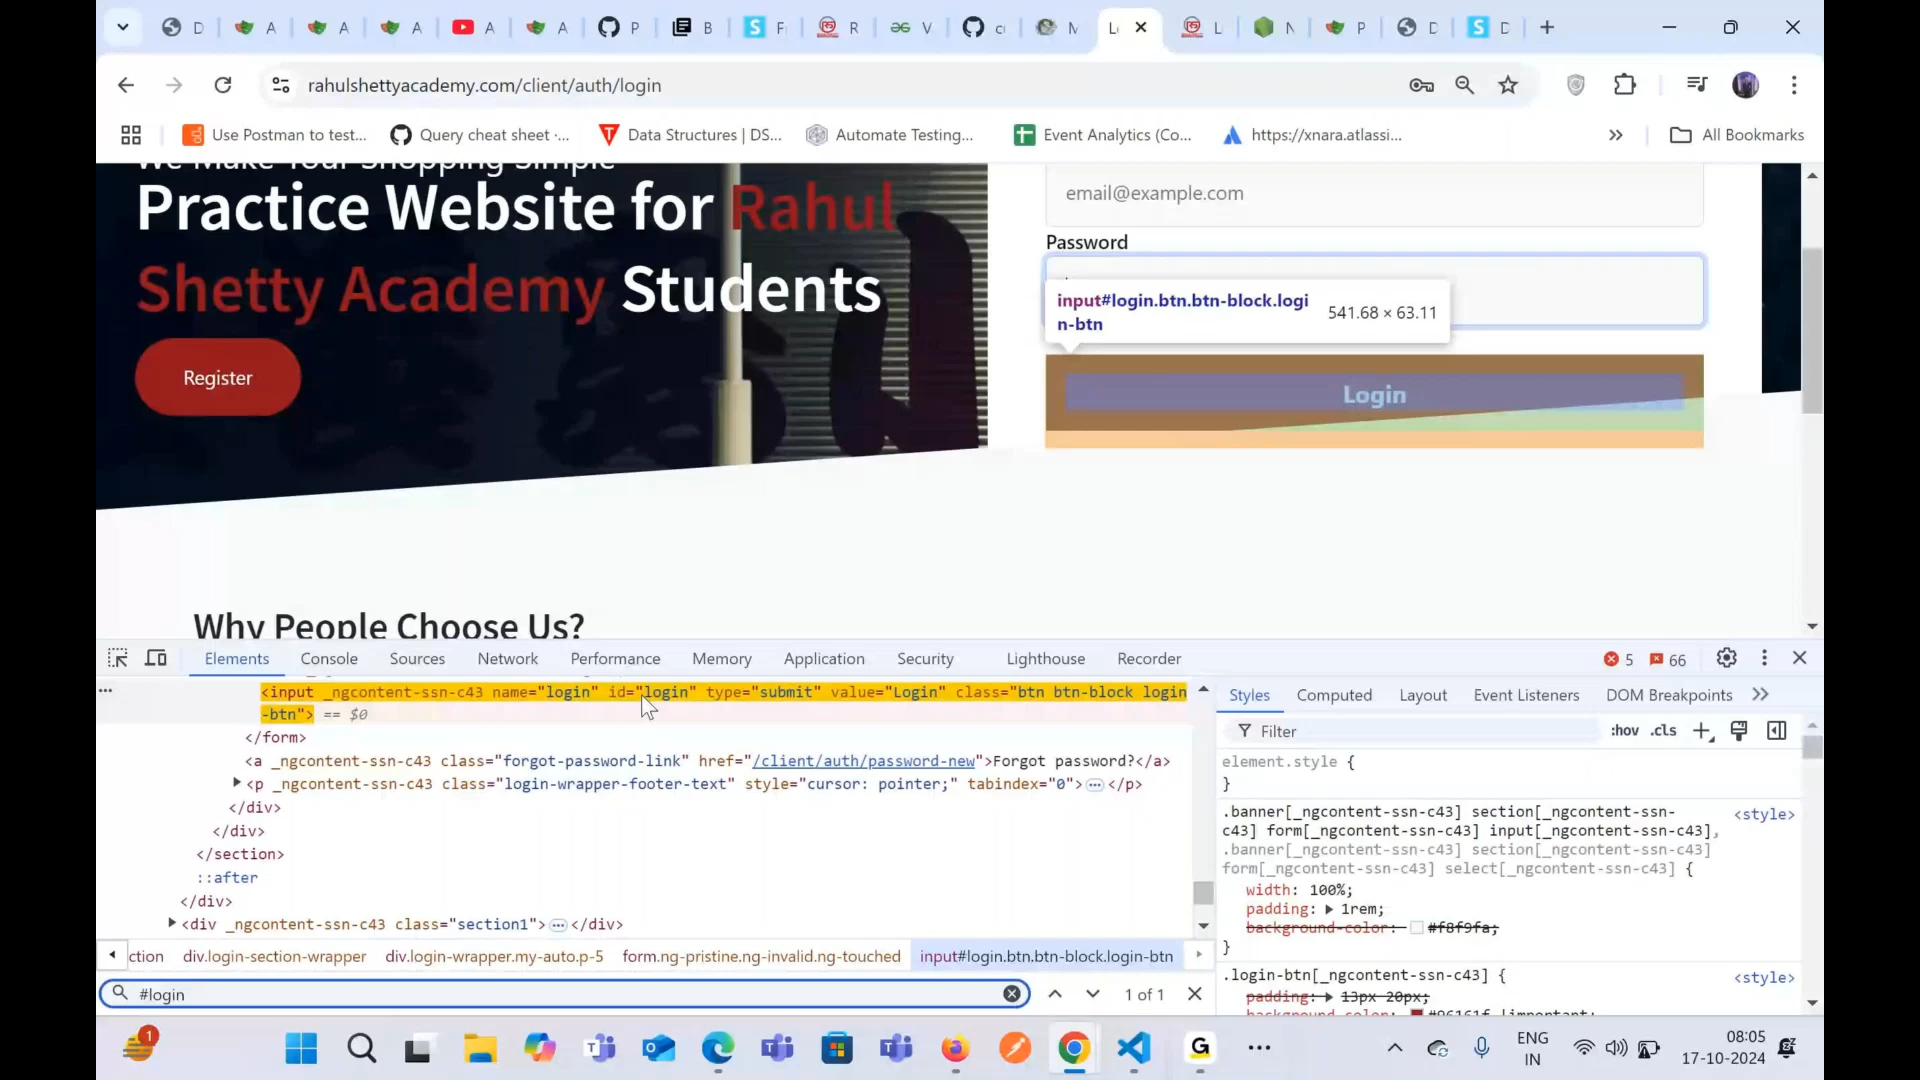 D
A
A
A
A
A
P
B
F
R
V
M
L
N
P
D
D
rahulshettyacademy.com/client/auth/login
Use Postman to test...
Query cheat sheet ·...
Data Structures | DS...
Automate Testing...
Event Analytics (Co...
https://xnara.atlassi...
All Bookmarks
We Make Your Shopping Simple
Practice Website for Rahul
Shetty Academy Students
Register
email@example.com
Password
input#login.btn.btn-block.logi
n-btn
541.68 × 63.11
Login
Why People Choose Us?
Elements
Console
Sources
Network
Performance
Memory
Application
Security
Lighthouse
Recorder
5
66
<input _ngcontent-ssn-c43 name="login" id="login" type="submit" value="Login" class="btn btn-block login
-btn"> == $0
</form>
<a _ngcontent-ssn-c43 class="forgot-password-link" href="/client/auth/password-new">Forgot password?</a>
<p _ngcontent-ssn-c43 class="login-wrapper-footer-text" style="cursor: pointer;" tabindex="0">…</p>
</div>
</div>
</section>
::after
</div>
<div _ngcontent-ssn-c43 class="section1">…</div>
ction
div.login-section-wrapper
div.login-wrapper.my-auto.p-5
form.ng-pristine.ng-invalid.ng-touched
input#login.btn.btn-block.login-btn
#login
1 of 1
Styles
Computed
Layout
Event Listeners
DOM Breakpoints
Filter
:hov
.cls
element.style {
}
.banner[_ngcontent-ssn-c43] section[_ngcontent-ssn-
<style>
c43] form[_ngcontent-ssn-c43] input[_ngcontent-ssn-c43],
.banner[_ngcontent-ssn-c43] section[_ngcontent-ssn-c43]
form[_ngcontent-ssn-c43] select[_ngcontent-ssn-c43] {
width: 100%;
padding: 1rem;
background-color: #f8f9fa;
}
.login-btn[_ngcontent-ssn-c43] {
<style>
padding: 13px 20px;
1
ENG
IN
08:05
17-10-2024